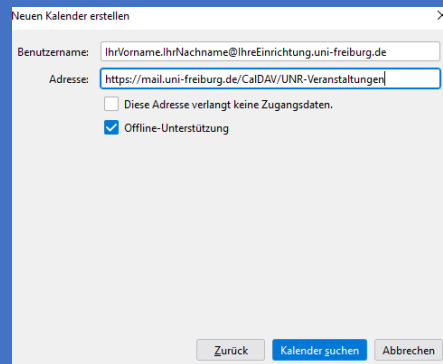 Neuen Kalender erstellen
Benutzername: IhrVorname.IhrNachname@IhreEinrichtung.uni-freiburg.de
Adresse: https://mail.uni-freiburg.de/CalDAV/UNR-Veranstaltungen
Diese Adresse verlangt keine Zugangsdaten.
Offline-Unterstützung
Zurück Kalender suchen Abbrechen